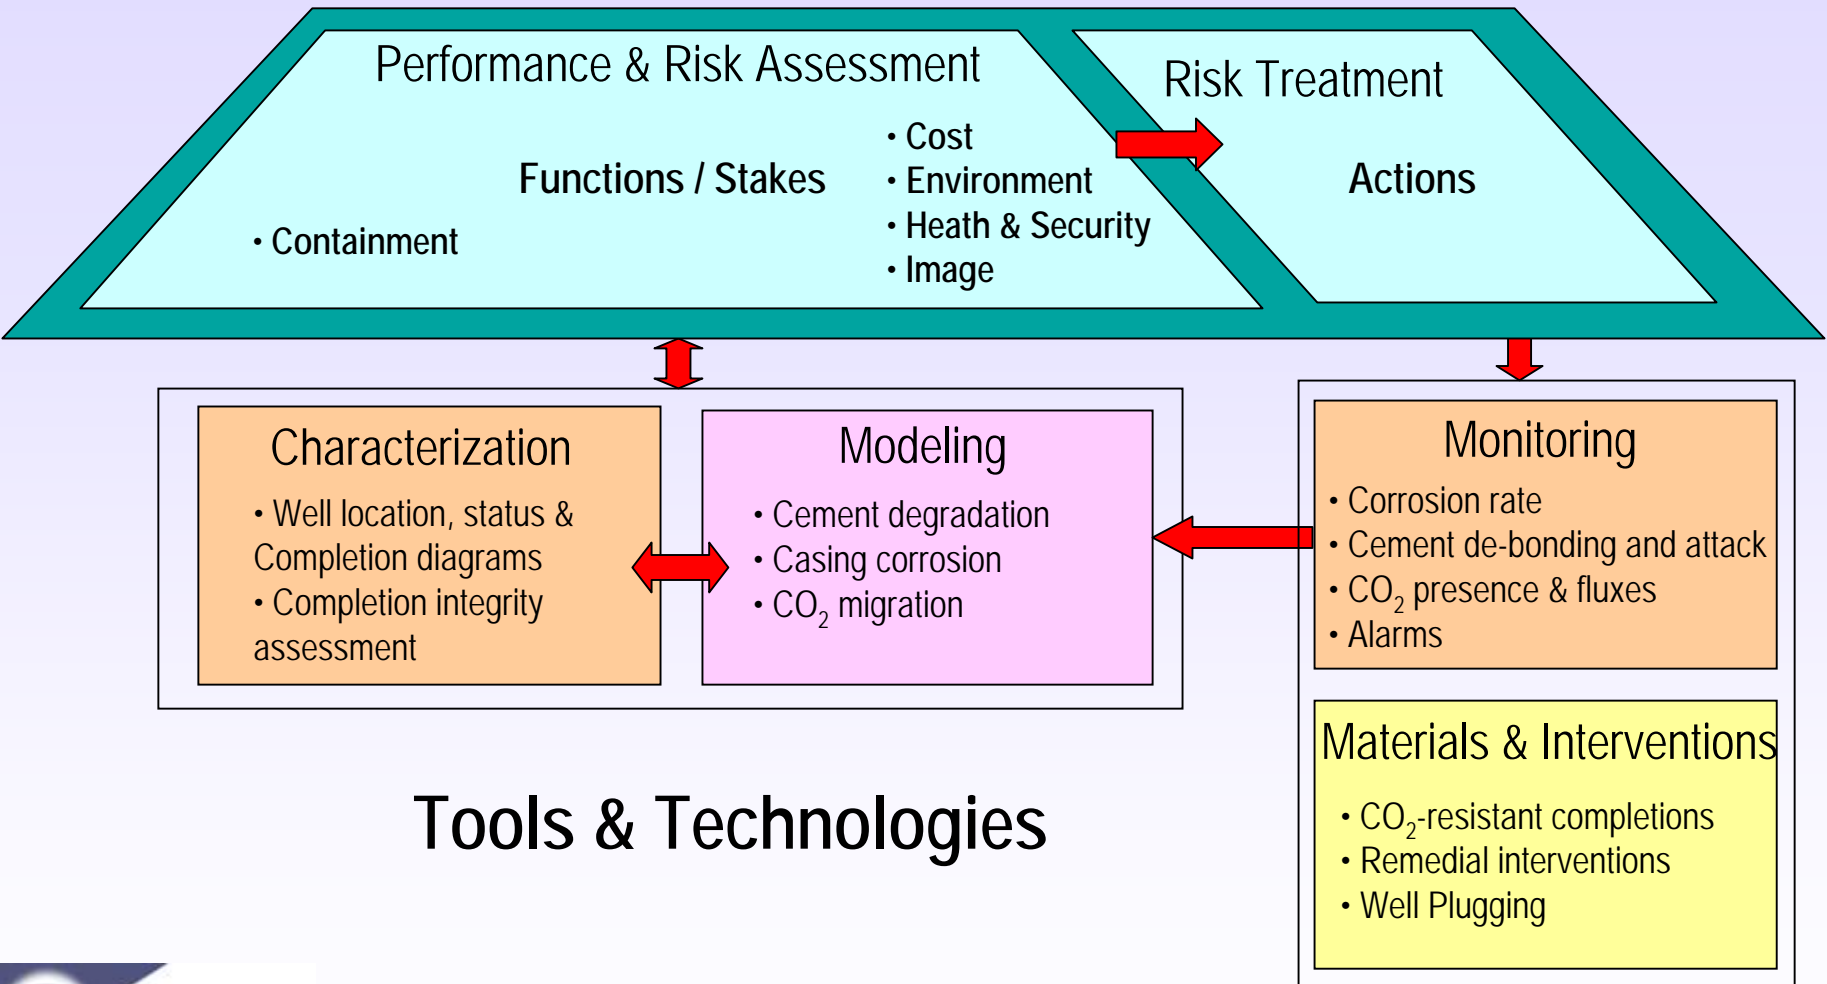 Performance & Risk Assessment
Functions / Stakes
• Containment
• Cost
• Environment
• Heath & Security
• Image
Risk Treatment
Actions
Characterization
• Well location, status &
Completion diagrams
• Completion integrity
assessment
Modeling
• Cement degradation
• Casing corrosion
• CO₂ migration
Monitoring
• Corrosion rate
• Cement de-bonding and attack
• CO₂ presence & fluxes
• Alarms
Materials & Interventions
• CO₂-resistant completions
• Remedial interventions
• Well Plugging
Tools & Technologies